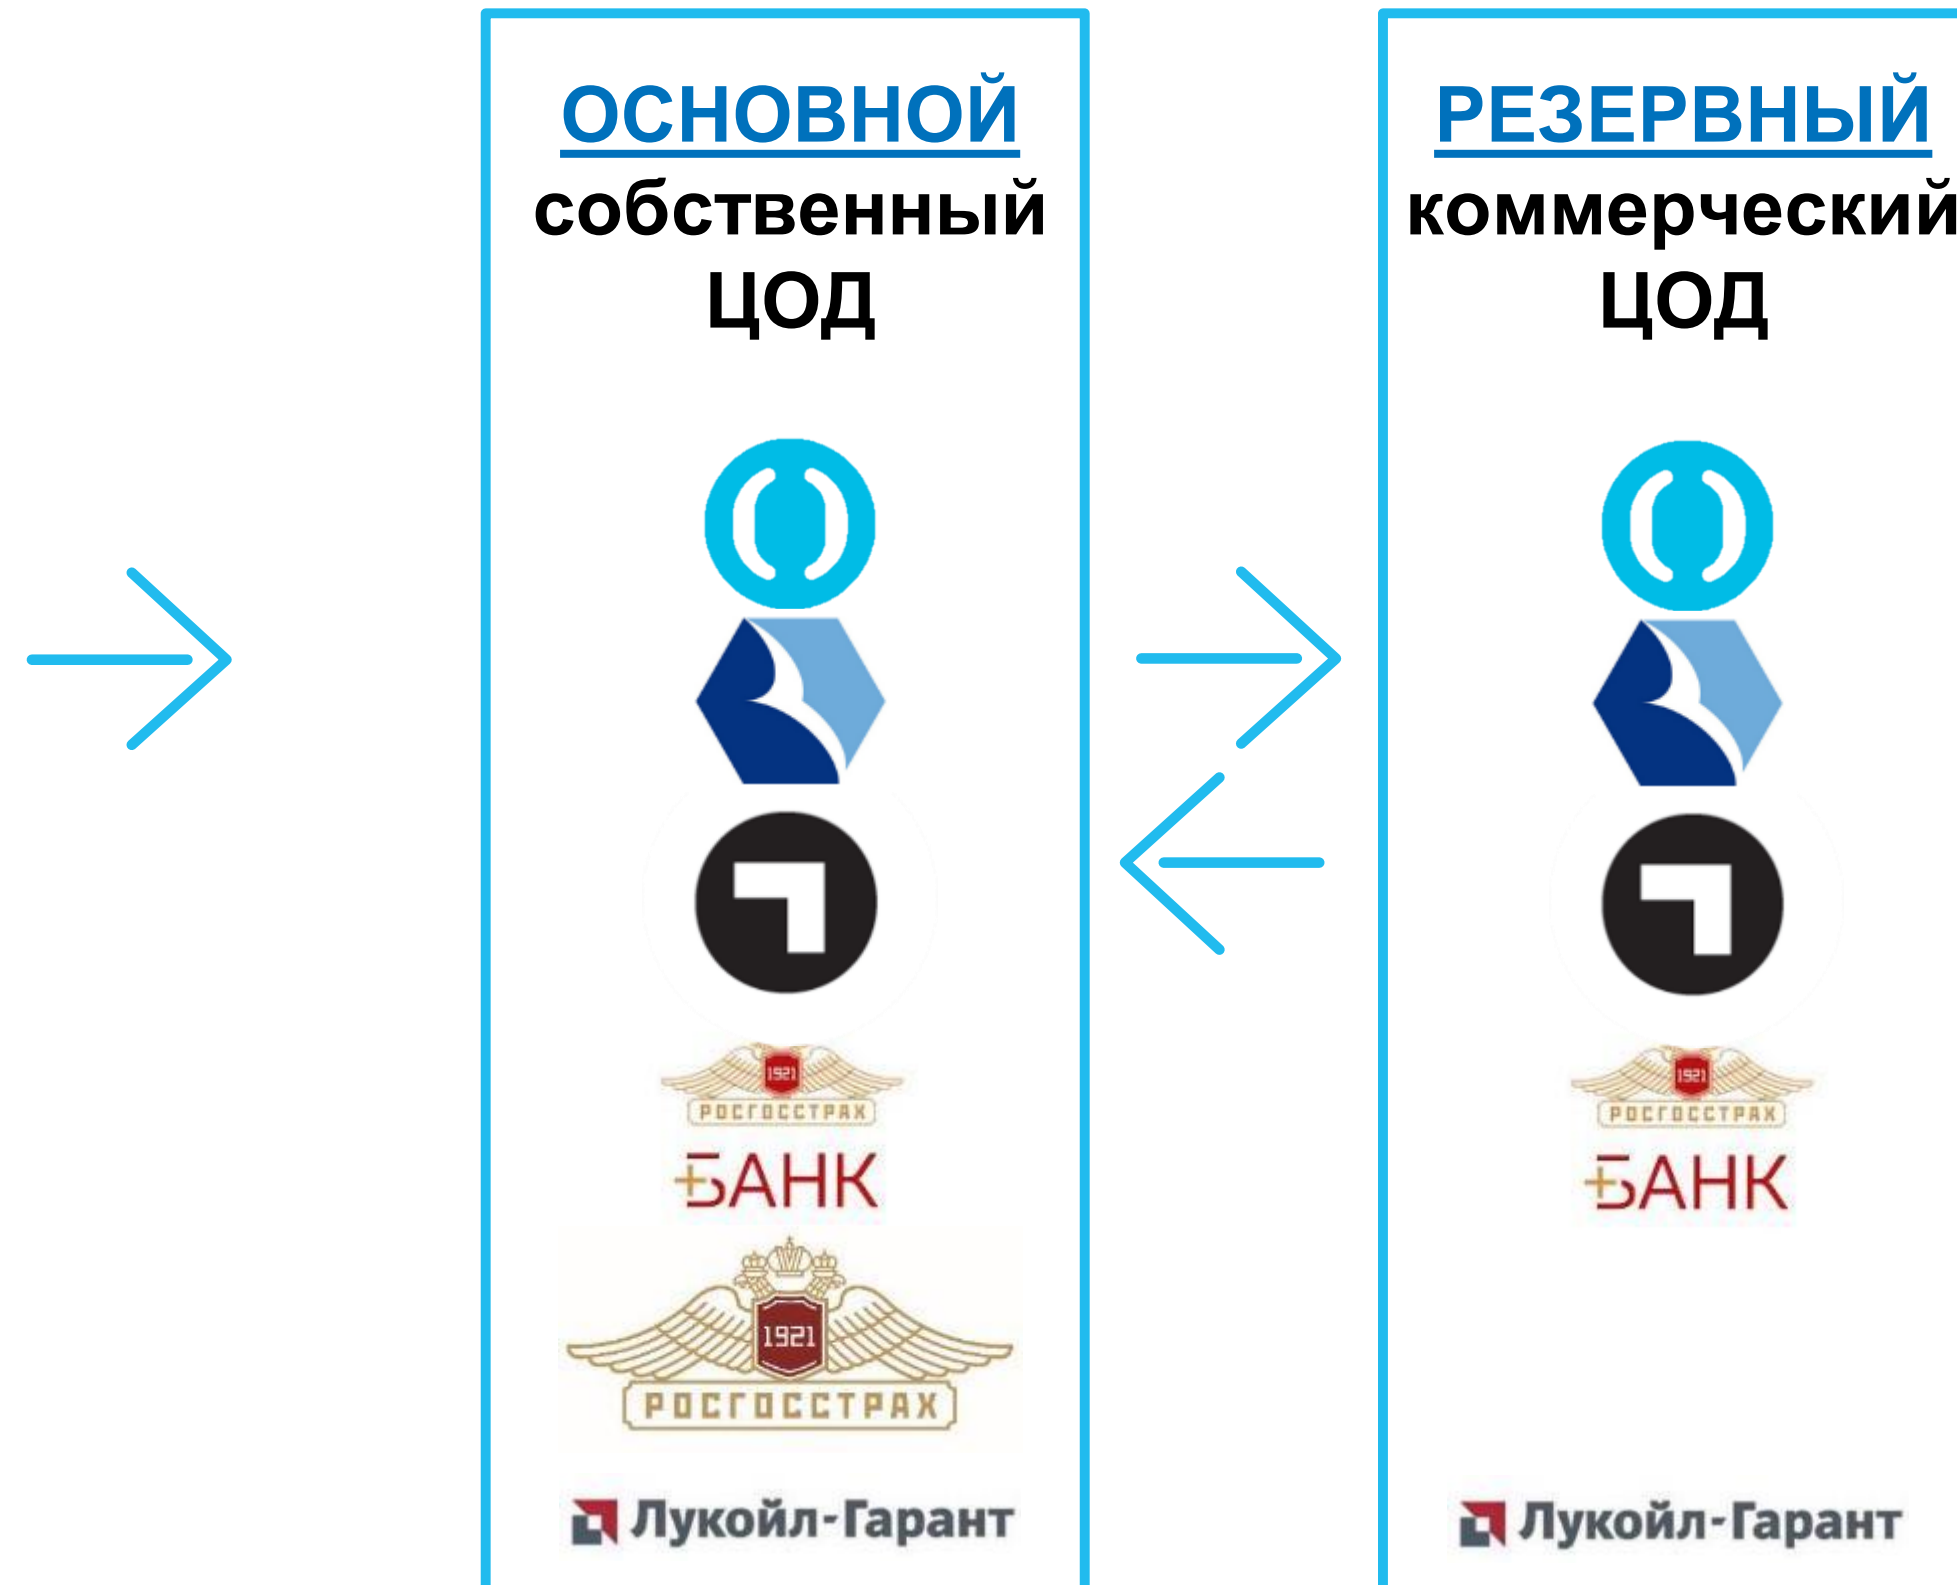 ОСНОВНОЙ
собственный
ЦОД
1921
РОСГОССТРАХ
БАНК
1921
РОСГОССТРАХ
Лукойл-Гарант
РЕЗЕРВНЫЙ
коммерческий
ЦОД
1921
РОСГОССТРАХ
БАНК
Лукойл-Гарант